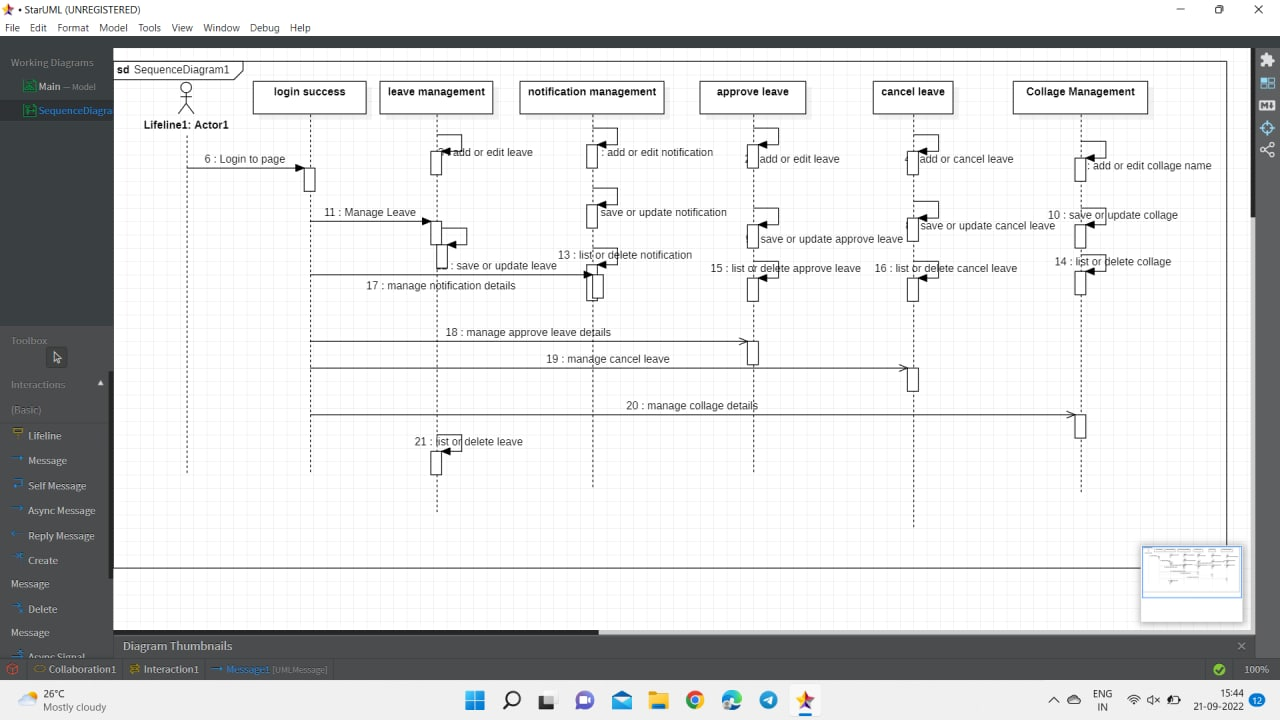 • StarUML (UNREGISTERED)
File Edit Format Model Tools View Window Debug Help
Working Diagrams
Main — Model
SequenceDiagra
sd SequenceDiagram1
login success
leave management
notification management
approve leave
cancel leave
Collage Management
Lifeline1: Actor1
6 : Login to page
add or edit leave
: add or edit notification
add or edit leave
add or cancel leave
: add or edit collage name
11 : Manage Leave
save or update notification
10 : save or update collage
save or update cancel leave
save or update approve leave
13 : list or delete notification
: save or update leave
15 : list or delete approve leave
16 : list or delete cancel leave
14 : list or delete collage
17 : manage notification details
18 : manage approve leave details
19 : manage cancel leave
20 : manage collage details
21 : list or delete leave
Toolbox
Interactions
(Basic)
Lifeline
Message
Self Message
Async Message
Reply Message
Create
Message
Delete
Message
Async Signal
Diagram Thumbnails
Collaboration1 Interaction1 Message1 [UMLMessage]
100%
26°C
Mostly cloudy
ENG
IN
15:44
21-09-2022
12